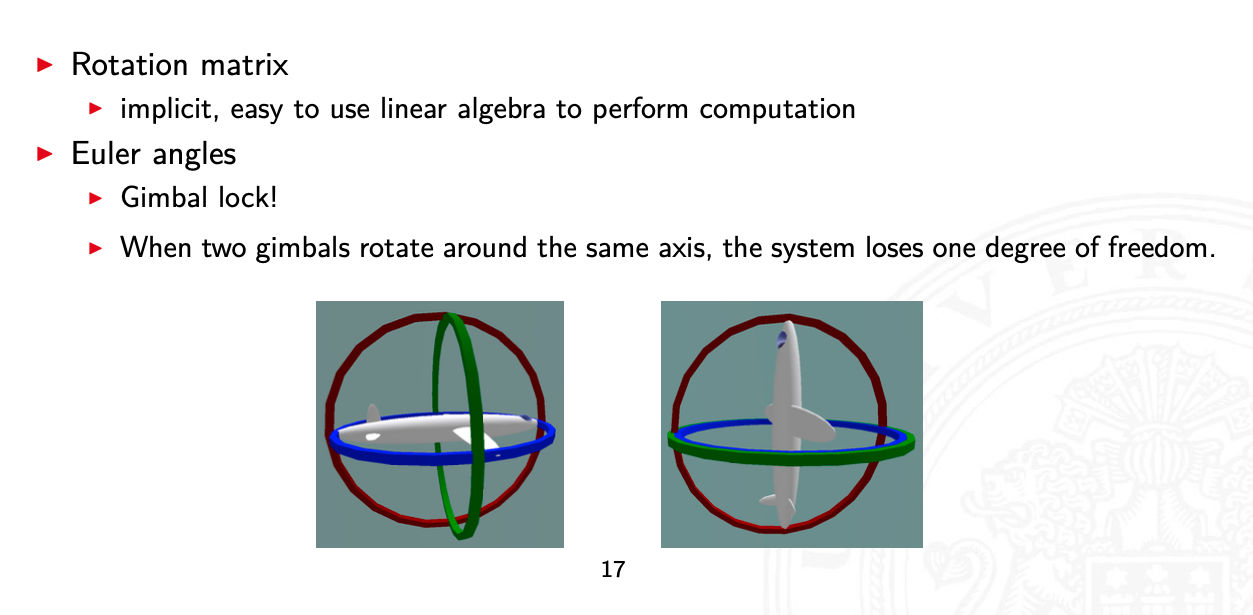 Rotation matrix
implicit, easy to use linear algebra to perform computation
Euler angles
Gimbal lock!
When two gimbals rotate around the same axis, the system loses one degree of freedom.
17